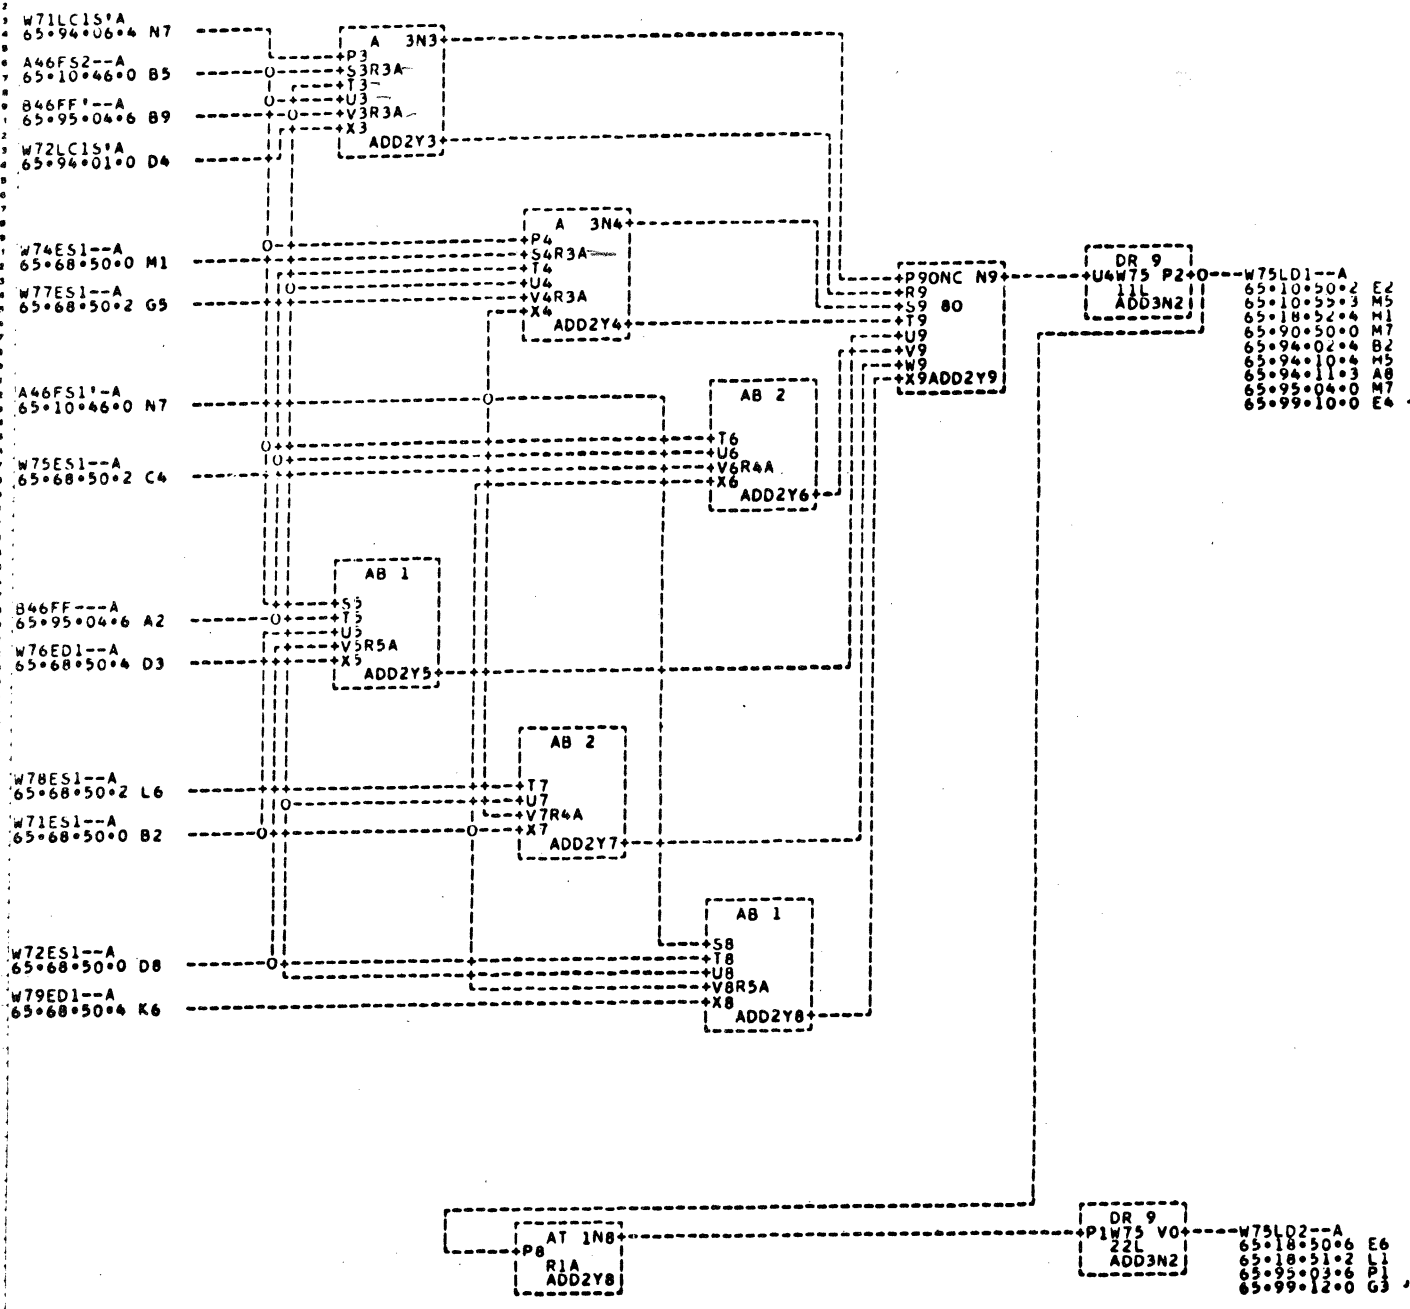 W71LC1S'A
65•94•06•4 N7
A46FS2--A
65•10•46•0 B5
B46FF'--A
65•95•04•6 B9
W72LC1S'A
65•94•01•0 D4
A 3N3
P3
S3R3A
T3
U3
V3R3A
X3
ADD2Y3
W74ES1--A
65•68•50•0 M1
W77ES1--A
65•68•50•2 G5
A 3N4
P4
S4R3A
T4
U4
V4R3A
X4
ADD2Y4
P9ONC N9
R9
S9 80
T9
U9
V9
W9
X9ADD2Y9
DR 9
U4W75 P2
11L
ADD3N2
W75LD1--A
65•10•50•2 E2
65•10•55•3 M5
65•18•52•4 H1
65•90•50•0 M7
65•94•02•4 B2
65•94•10•4 H5
65•94•11•3 A8
65•95•04•0 M7
65•99•10•0 E4
A46FS1'-A
65•10•46•0 N7
W75ES1--A
65•68•50•2 C4
AB 2
T6
U6
V6R4A
X6
ADD2Y6
B46FF---A
65•95•04•6 A2
W76ED1--A
65•68•50•4 D3
AB 1
S5
T5
U5
V5R5A
X5
ADD2Y5
W78ES1--A
65•68•50•2 L6
W71ES1--A
65•68•50•0 B2
AB 2
T7
U7
V7R4A
X7
ADD2Y7
W72ES1--A
65•68•50•0 D8
W79ED1--A
65•68•50•4 K6
AB 1
S8
T8
U8
V8R5A
X8
ADD2Y8
AT 1N8
P8
R1A
ADD2Y8
DR 9
P1W75 V0
22L
ADD3N2
W75LD2--A
65•18•50•6 E6
65•18•51•2 L1
65•95•03•6 P1
65•99•12•0 G3